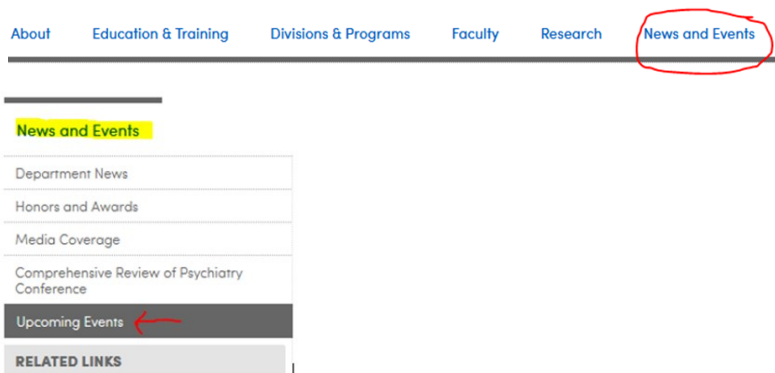 About Education & Training Divisions & Programs Faculty Research News and Events
News and Events
Department News
Honors and Awards
Media Coverage
Comprehensive Review of Psychiatry
Conference
Upcoming Events
RELATED LINKS